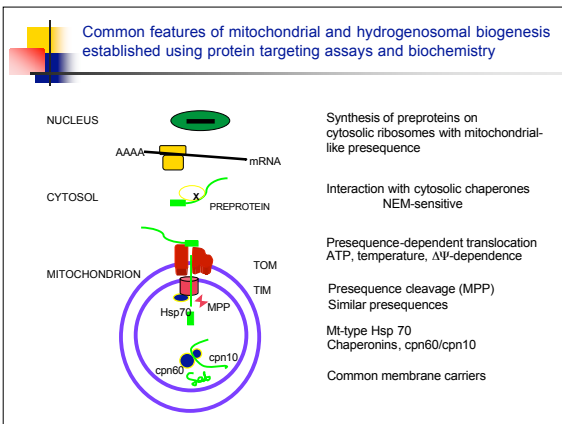 Common features of mitochondrial and hydrogenosomal biogenesis
established using protein targeting assays and biochemistry
NUCLEUS
AAAA
mRNA
CYTOSOL
X
PREPROTEIN
MITOCHONDRION
TOM
TIM
Hsp70
MPP
cpn10
cpn60
Synthesis of preproteins on
cytosolic ribosomes with mitochondrial-
like presequence
Interaction with cytosolic chaperones
NEM-sensitive
Presequence-dependent translocation
ATP, temperature, ΔΨ-dependence
Presequence cleavage (MPP)
Similar presequences
Mt-type Hsp 70
Chaperonins, cpn60/cpn10
Common membrane carriers